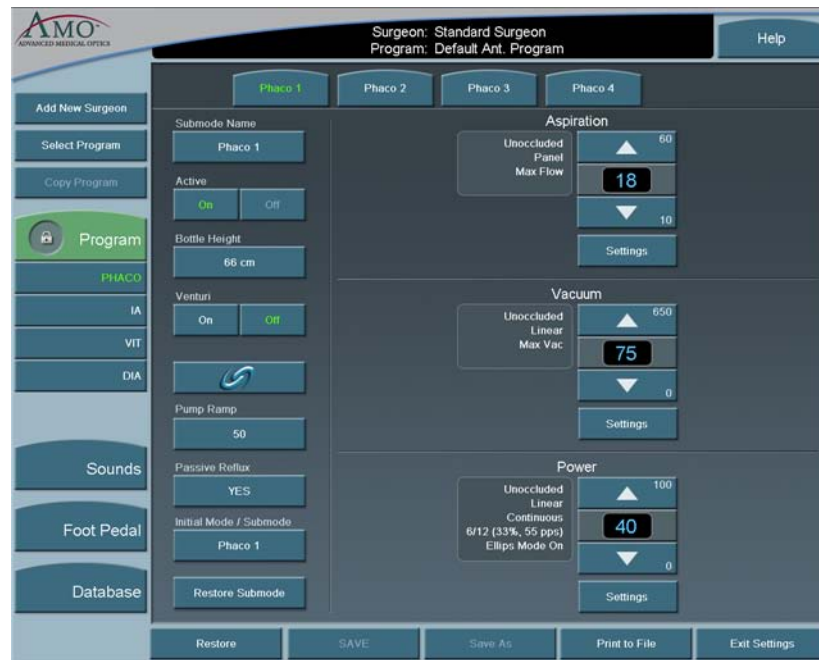 AMO
ADVANCED MEDICAL OPTICS
Surgeon: Standard Surgeon
Program: Default Ant. Program
Help
Add New Surgeon
Select Program
Copy Program
Program
PHACO
IA
VIT
DIA
Sounds
Foot Pedal
Database
Phaco 1
Phaco 2
Phaco 3
Phaco 4
Submode Name
Phaco 1
Active
On
Off
Bottle Height
66 cm
Venturi
On
Off
Pump Ramp
50
Passive Reflux
YES
Initial Mode / Submode
Phaco 1
Restore Submode
Aspiration
Unoccluded
Panel
Max Flow
60
18
10
Settings
Vacuum
Unoccluded
Linear
Max Vac
650
75
0
Settings
Power
Unoccluded
Linear
Continuous
6/12 (33%, 55 pps)
Ellips Mode On
100
40
0
Settings
Restore
SAVE
Save As
Print to File
Exit Settings